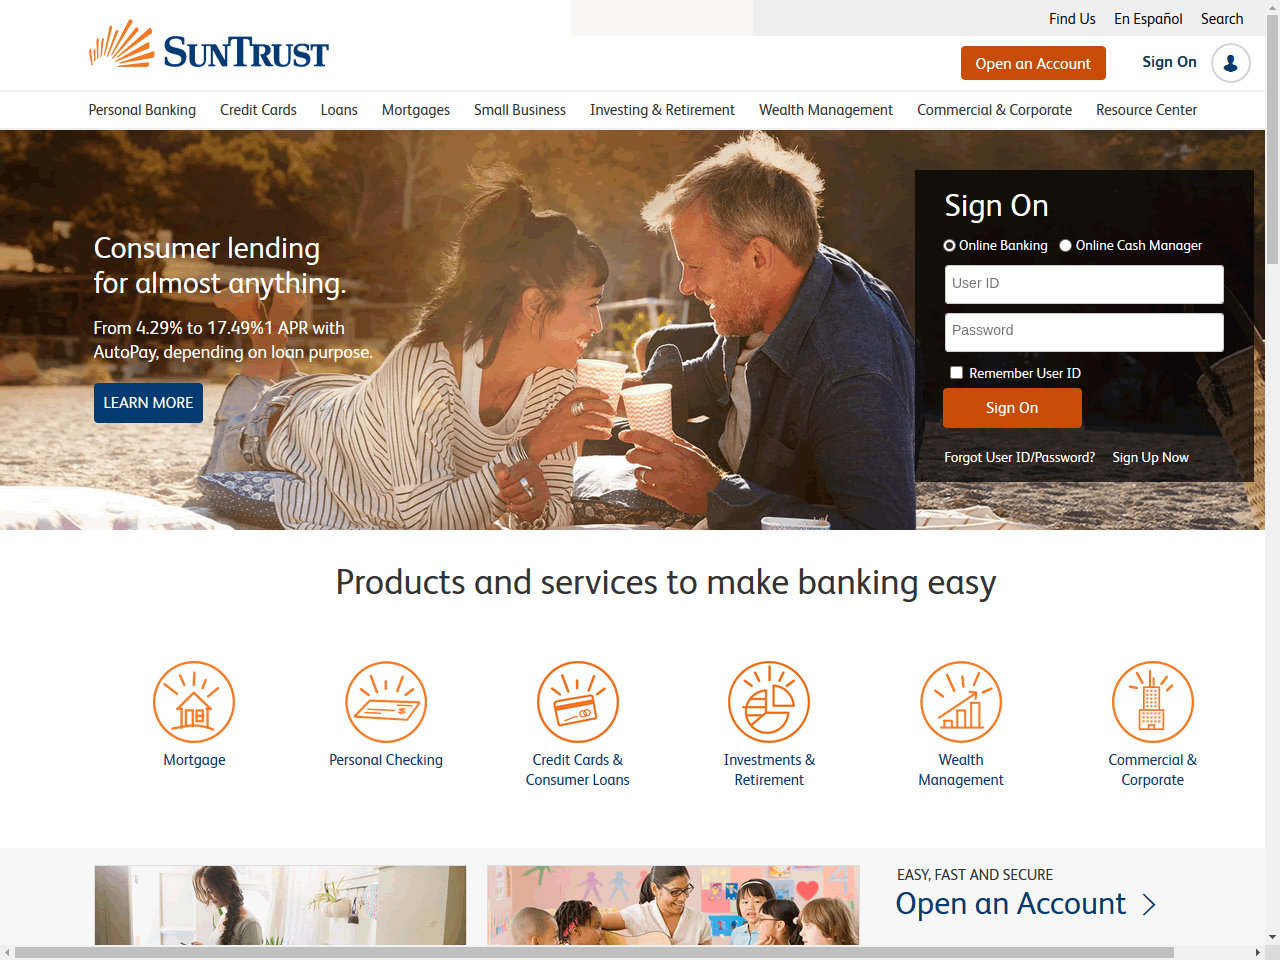 Find Us En Español Search
SUNTRUST
Open an Account Sign On
Personal Banking Credit Cards Loans Mortgages Small Business Investing & Retirement Wealth Management Commercial & Corporate Resource Center
Consumer lending
for almost anything.
From 4.29% to 17.49%1 APR with
AutoPay, depending on loan purpose.
LEARN MORE
Sign On
Online Banking Online Cash Manager
User ID
Password
Remember User ID
Sign On
Forgot User ID/Password? Sign Up Now
Products and services to make banking easy
Mortgage
Personal Checking
Credit Cards &
Consumer Loans
Investments &
Retirement
Wealth
Management
Commercial &
Corporate
EASY, FAST AND SECURE
Open an Account